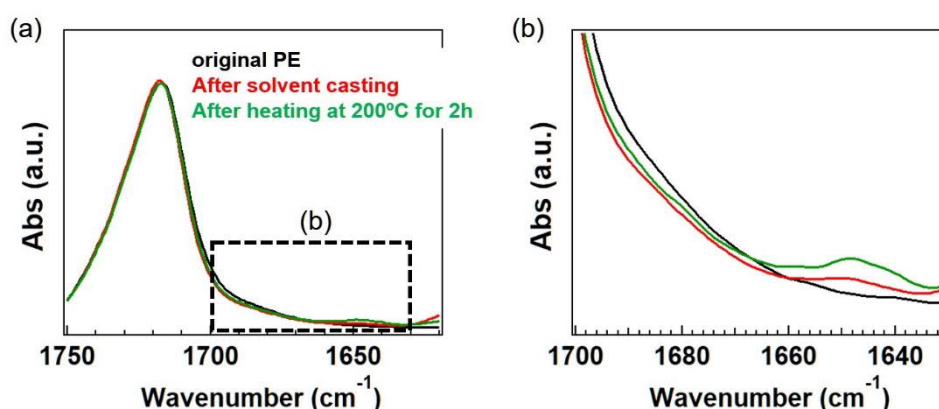 (a)
original PE
After solvent casting
After heating at 200ºC for 2h
(b)
Abs (a.u.)
1750 1700 1650
Wavenumber (cm-1)
(b)
Abs (a.u.)
1700 1680 1660 1640
Wavenumber (cm-1)